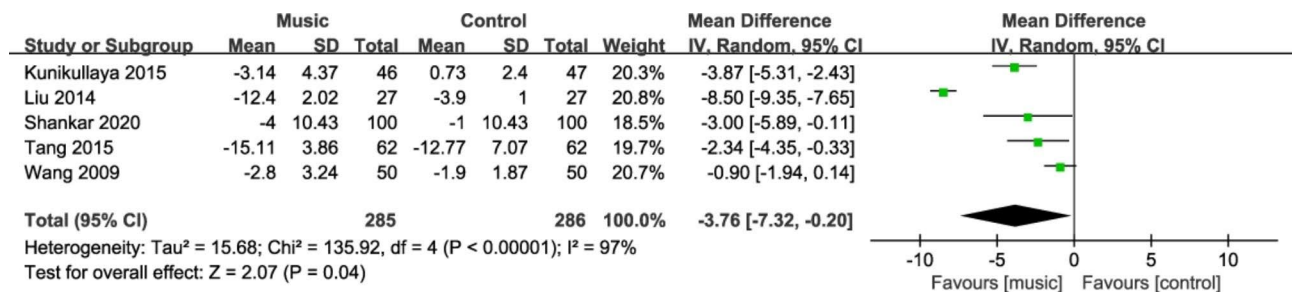 Music Control Mean Difference Mean Difference
Study or Subgroup Mean SD Total Mean SD Total Weight IV, Random, 95% CI IV, Random, 95% CI
Kunikullaya 2015 -3.14 4.37 46 0.73 2.4 47 20.3% -3.87 [-5.31, -2.43]
Liu 2014 -12.4 2.02 27 -3.9 1 27 20.8% -8.50 [-9.35, -7.65]
Shankar 2020 -4 10.43 100 -1 10.43 100 18.5% -3.00 [-5.89, -0.11]
Tang 2015 -15.11 3.86 62 -12.77 7.07 62 19.7% -2.34 [-4.35, -0.33]
Wang 2009 -2.8 3.24 50 -1.9 1.87 50 20.7% -0.90 [-1.94, 0.14]
Total (95% CI) 285 286 100.0% -3.76 [-7.32, -0.20]
Heterogeneity: Tau² = 15.68; Chi² = 135.92, df = 4 (P < 0.00001); I² = 97%
Test for overall effect: Z = 2.07 (P = 0.04)
-10 -5 0 5 10
Favours [music] Favours [control]